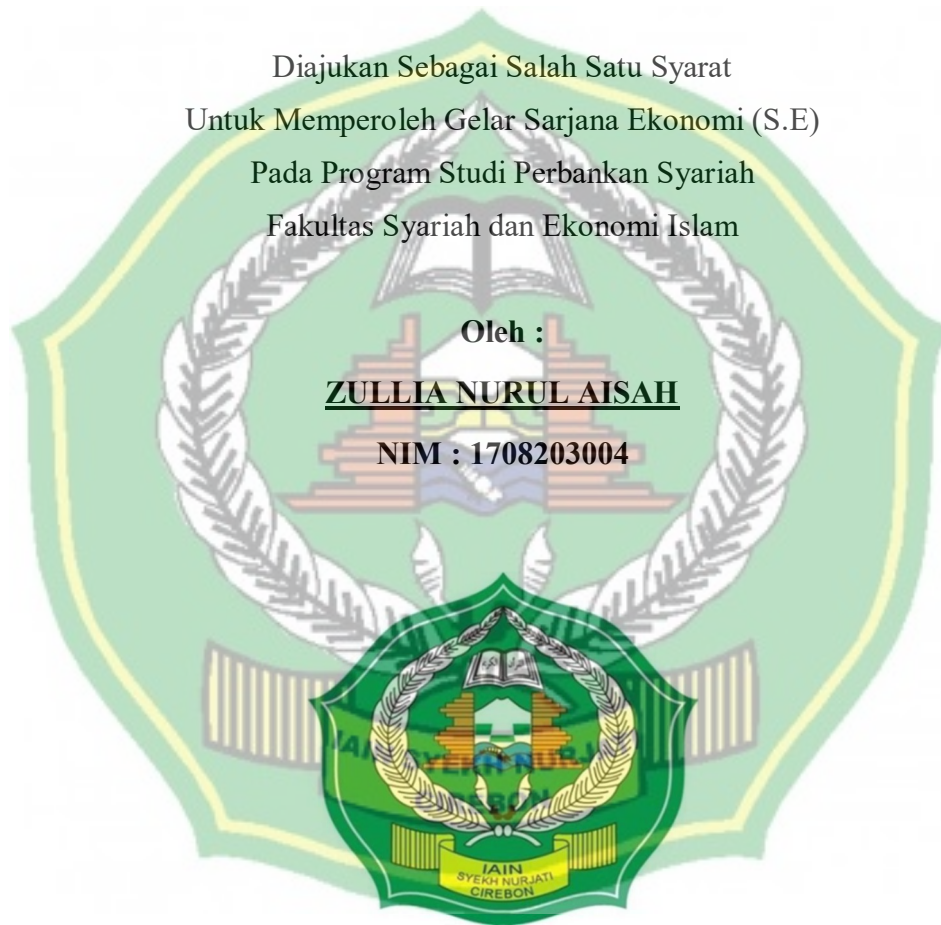 Diajukan Sebagai Salah Satu Syarat
Untuk Memperoleh Gelar Sarjana Ekonomi (S.E)
Pada Program Studi Perbankan Syariah
Fakultas Syariah dan Ekonomi Islam
Oleh :
ZULLIA NURUL AISAH
NIM : 1708203004
IAIN
SYEKH NURJATI
CIREBON